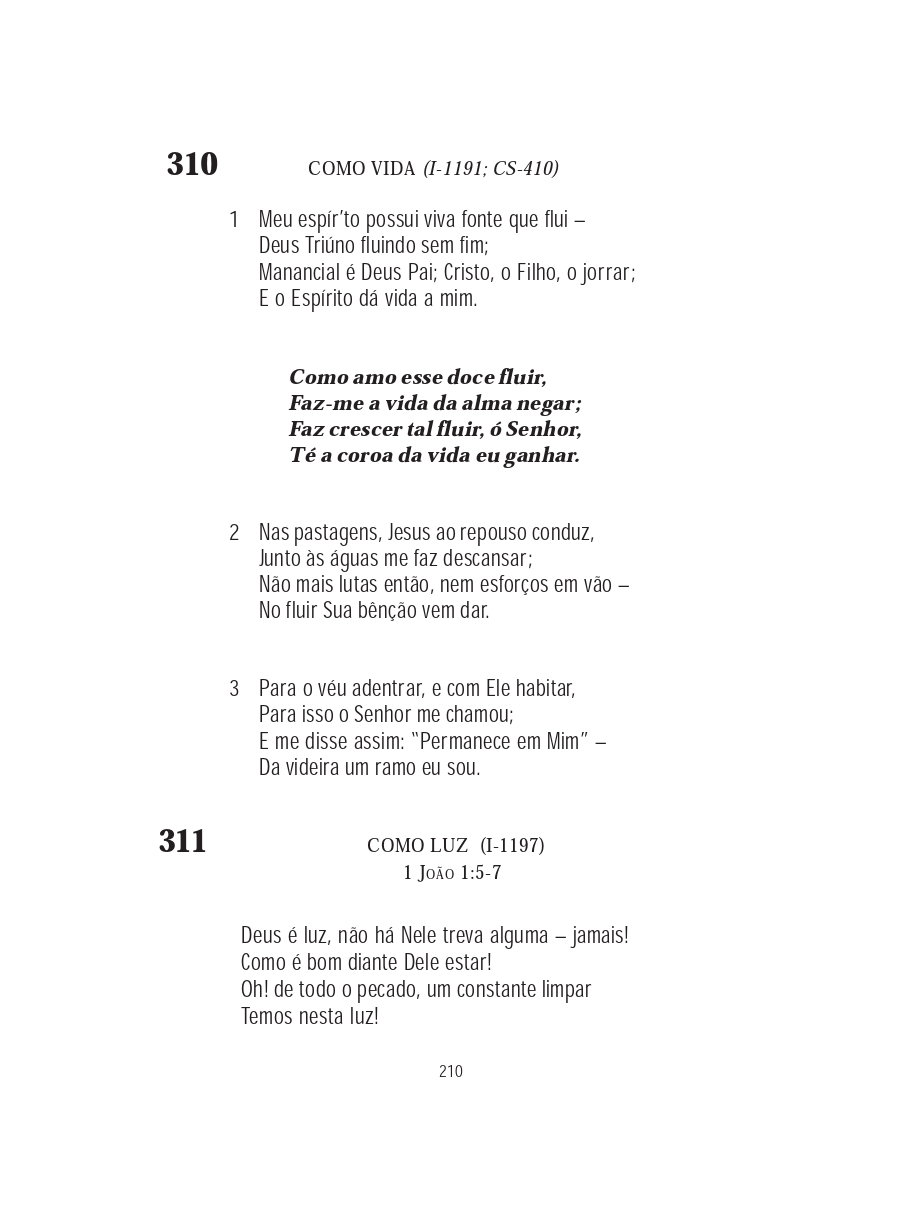 310 COMO VIDA (I-1191; CS-410)
1 Meu espír’to possui viva fonte que flui –
Deus Triúno fluindo sem fim;
Manancial é Deus Pai; Cristo, o Filho, o jorrar;
E o Espírito dá vida a mim.
Como amo esse doce fluir,
Faz-me a vida da alma negar;
Faz crescer tal fluir, ó Senhor,
Té a coroa da vida eu ganhar.
2 Nas pastagens, Jesus ao repouso conduz,
Junto às águas me faz descansar;
Não mais lutas então, nem esforços em vão –
No fluir Sua bênção vem dar.
3 Para o véu adentrar, e com Ele habitar,
Para isso o Senhor me chamou;
E me disse assim: “Permanece em Mim” –
Da videira um ramo eu sou.
311 COMO LUZ (I-1197)
1 João 1:5-7
Deus é luz, não há Nele treva alguma – jamais!
Como é bom diante Dele estar!
Oh! de todo o pecado, um constante limpar
Temos nesta luz!
210